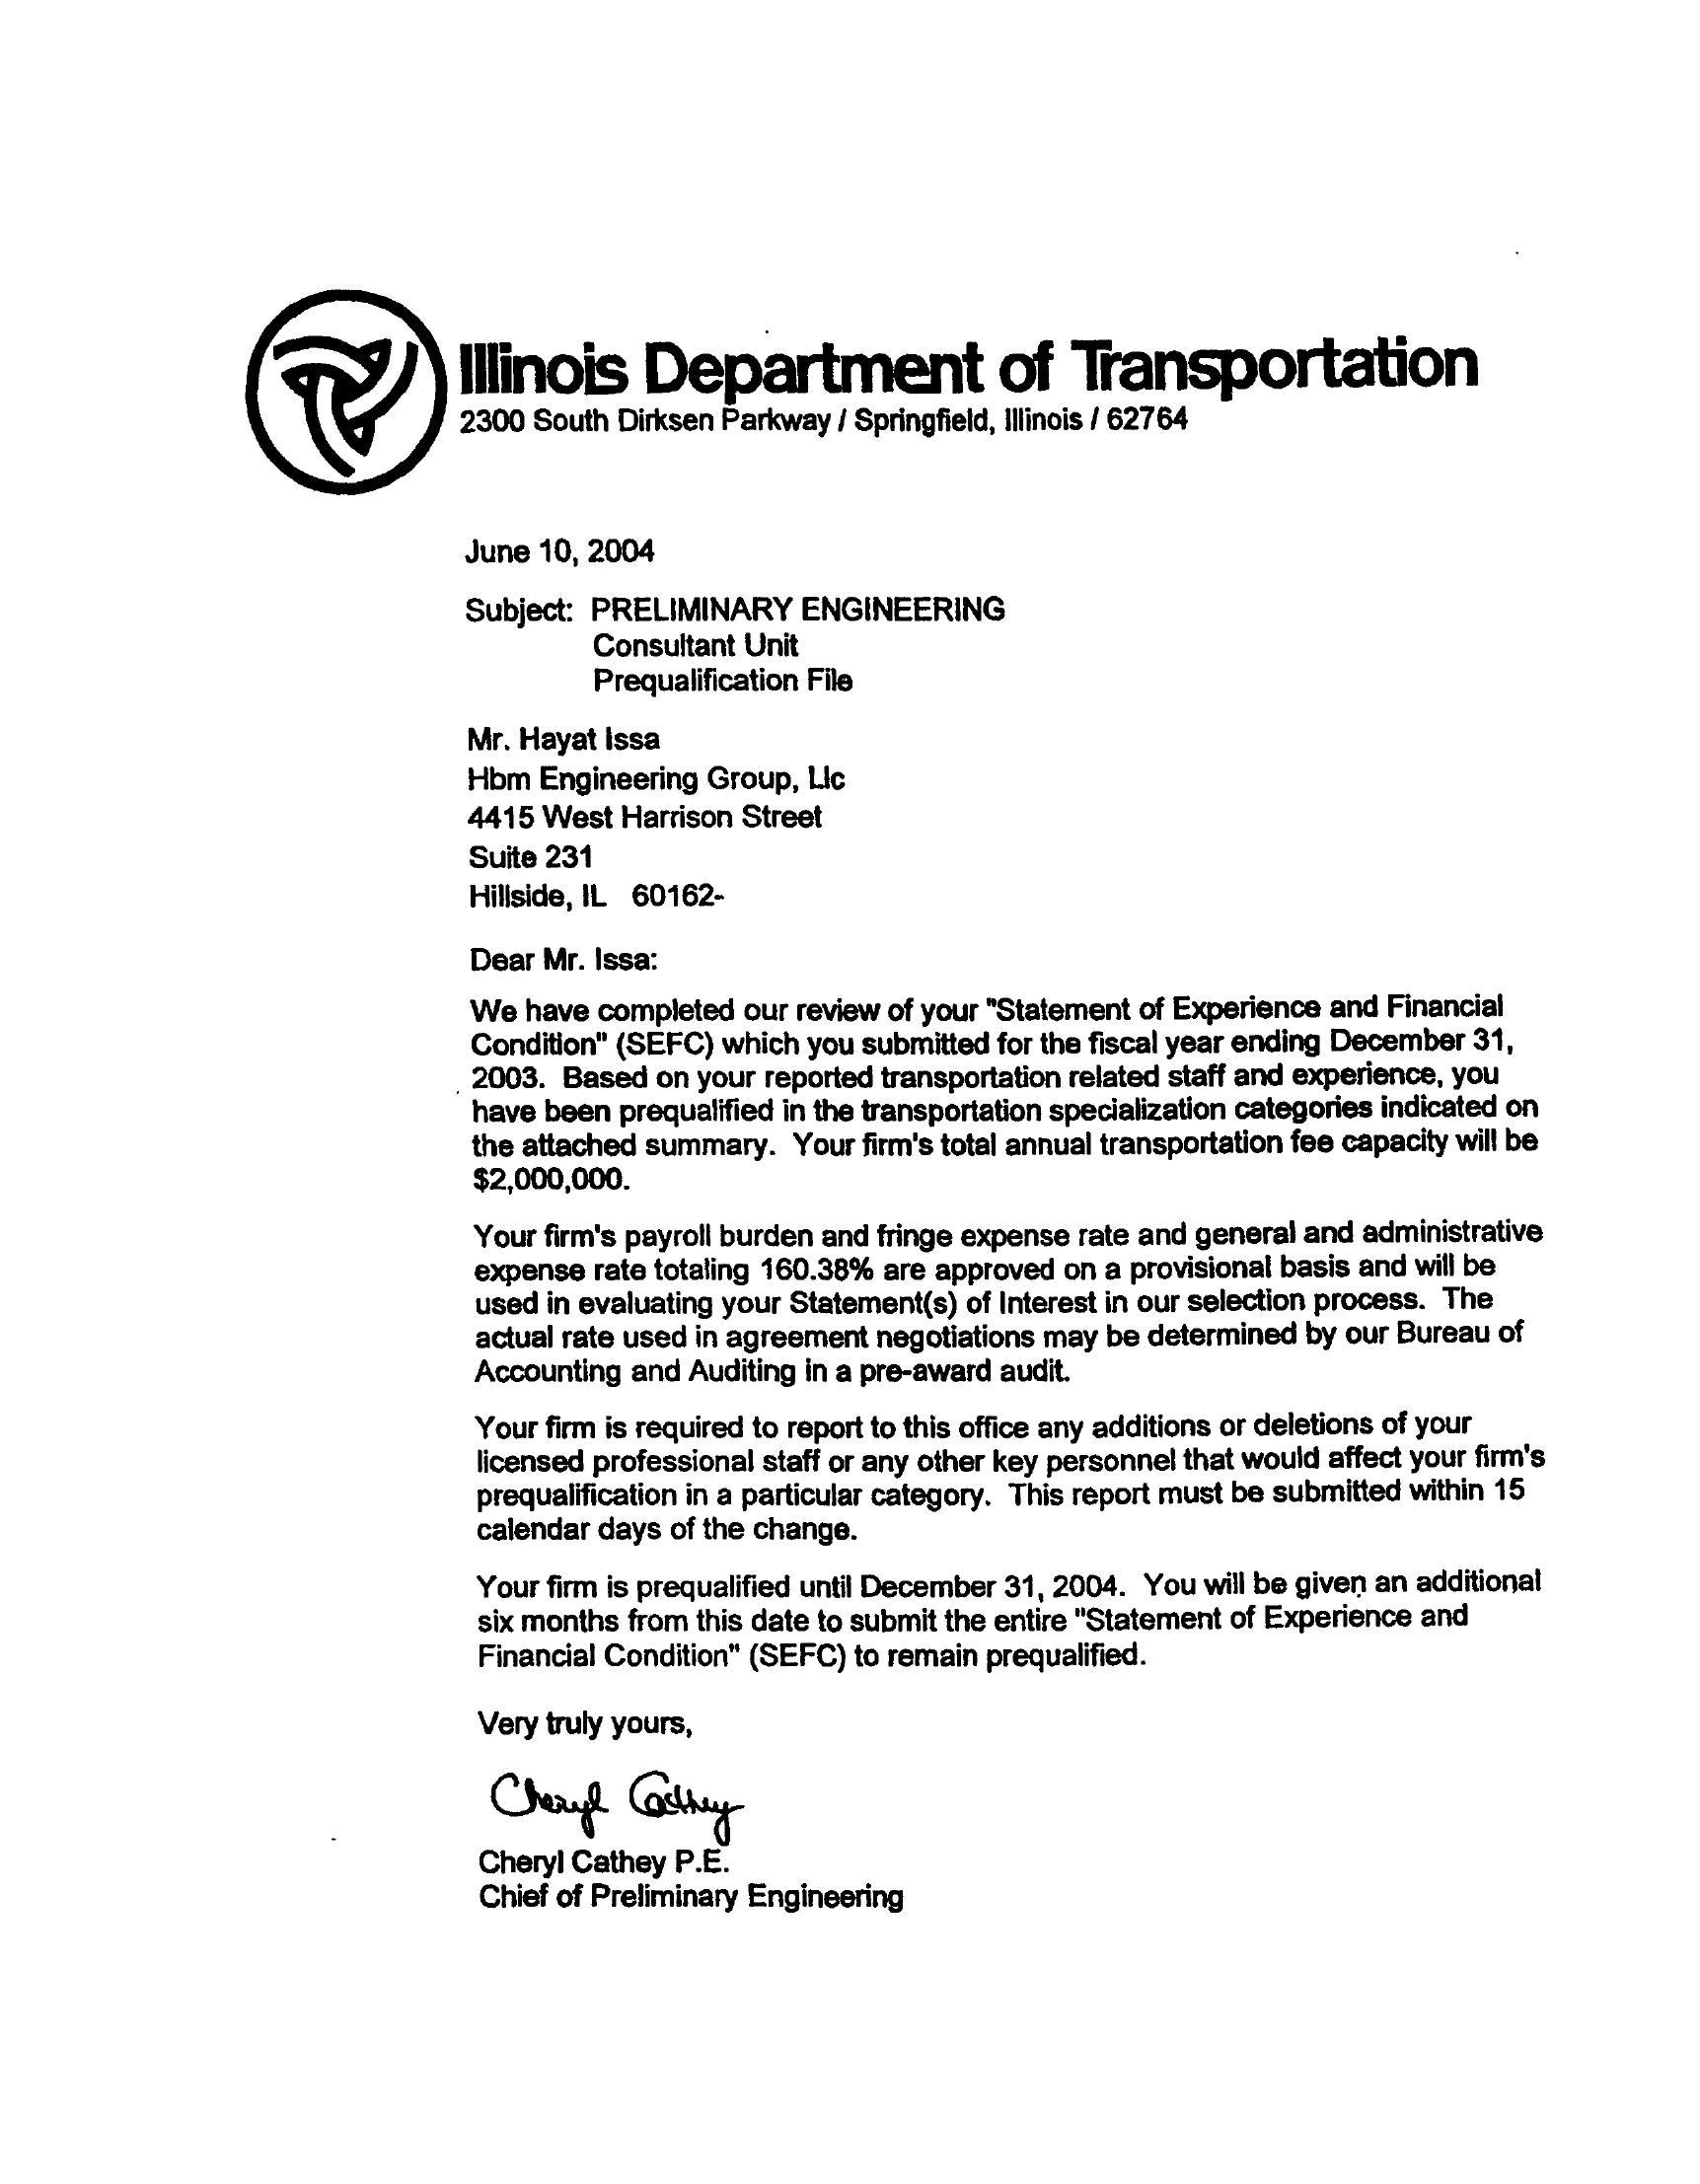 Illinois Department of Transportation
2300 South Dirksen Parkway / Springfield, Illinois / 62764
June 10, 2004
Subject: PRELIMINARY ENGINEERING
Consultant Unit
Prequalification File
Mr. Hayat Issa
Hbm Engineering Group, Llc
4415 West Harrison Street
Suite 231
Hillside, IL 60162-
Dear Mr. Issa:
We have completed our review of your "Statement of Experience and Financial
Condition" (SEFC) which you submitted for the fiscal year ending December 31,
2003. Based on your reported transportation related staff and experience, you
have been prequalified in the transportation specialization categories indicated on
the attached summary. Your firm's total annual transportation fee capacity will be
$2,000,000.
Your firm's payroll burden and fringe expense rate and general and administrative
expense rate totaling 160.38% are approved on a provisional basis and will be
used in evaluating your Statement(s) of Interest in our selection process. The
actual rate used in agreement negotiations may be determined by our Bureau of
Accounting and Auditing in a pre-award audit.
Your firm is required to report to this office any additions or deletions of your
licensed professional staff or any other key personnel that would affect your firm's
prequalification in a particular category. This report must be submitted within 15
calendar days of the change.
Your firm is prequalified until December 31, 2004. You will be given an additional
six months from this date to submit the entire "Statement of Experience and
Financial Condition" (SEFC) to remain prequalified.
Very truly yours,
Cheryl Cathey
Cheryl Cathey P.E.
Chief of Preliminary Engineering